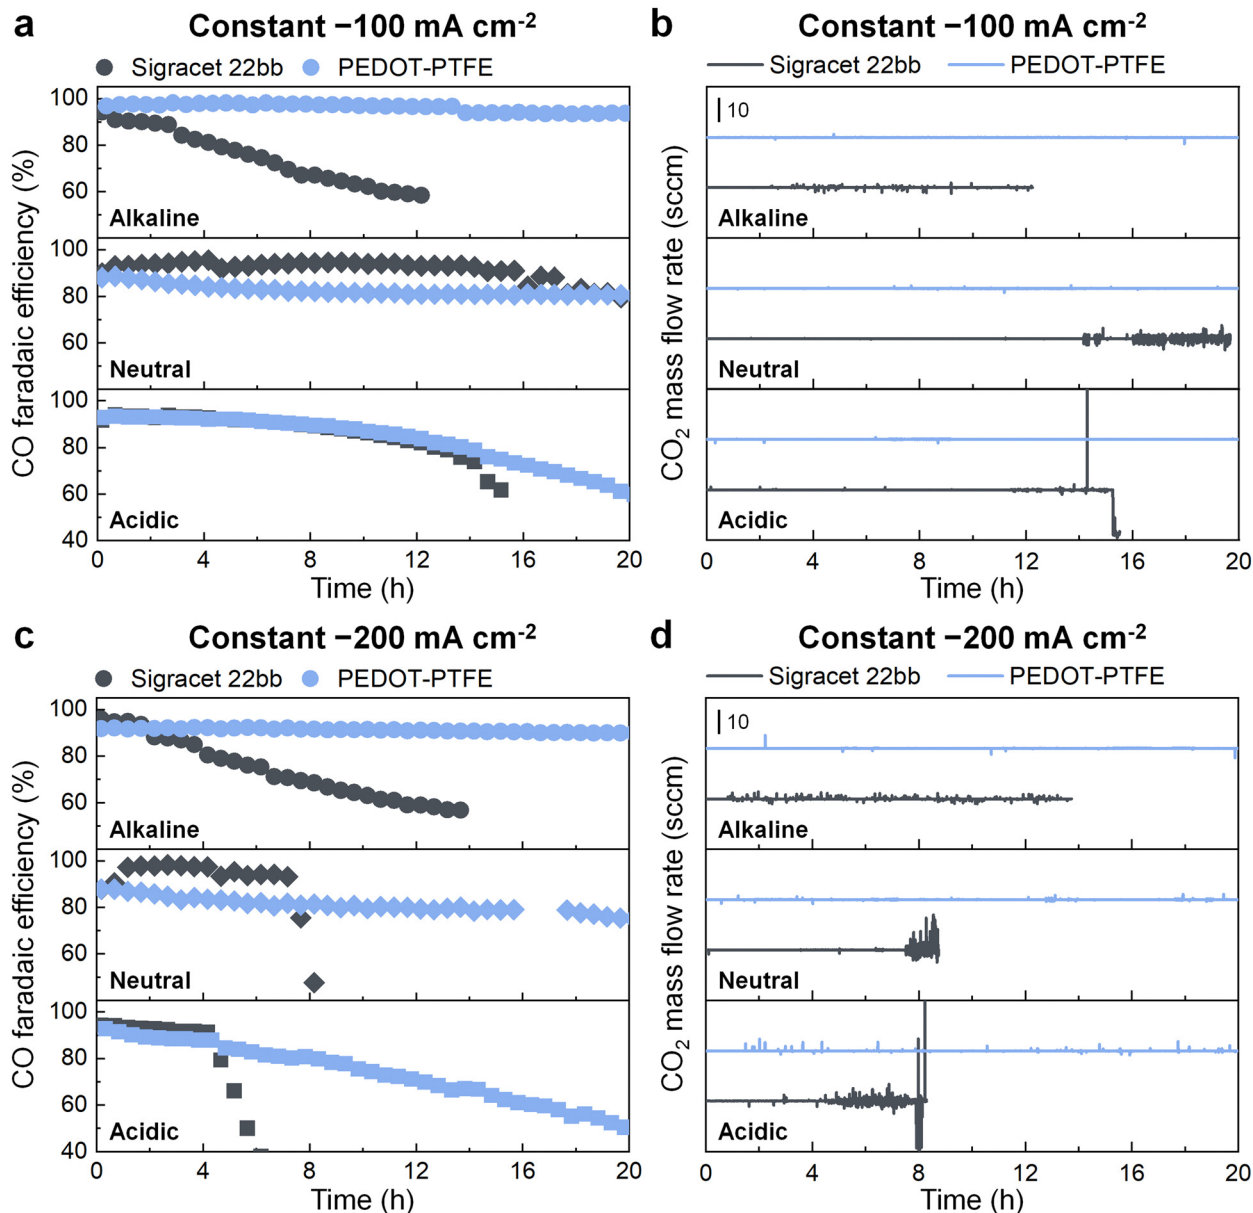 a Constant −100 mA cm-2
Sigracet 22bb PEDOT-PTFE
CO faradaic efficiency (%)
100
80
60
Alkaline
100
80
60
Neutral
100
80
60
40
Acidic
0 4 8 12 16 20
Time (h)
b Constant −100 mA cm-2
Sigracet 22bb PEDOT-PTFE
CO2 mass flow rate (sccm)
10
Alkaline
Neutral
Acidic
0 4 8 12 16 20
Time (h)
c Constant −200 mA cm-2
Sigracet 22bb PEDOT-PTFE
CO faradaic efficiency (%)
100
80
60
Alkaline
100
80
60
Neutral
100
80
60
40
Acidic
0 4 8 12 16 20
Time (h)
d Constant −200 mA cm-2
Sigracet 22bb PEDOT-PTFE
CO2 mass flow rate (sccm)
10
Alkaline
Neutral
Acidic
0 4 8 12 16 20
Time (h)